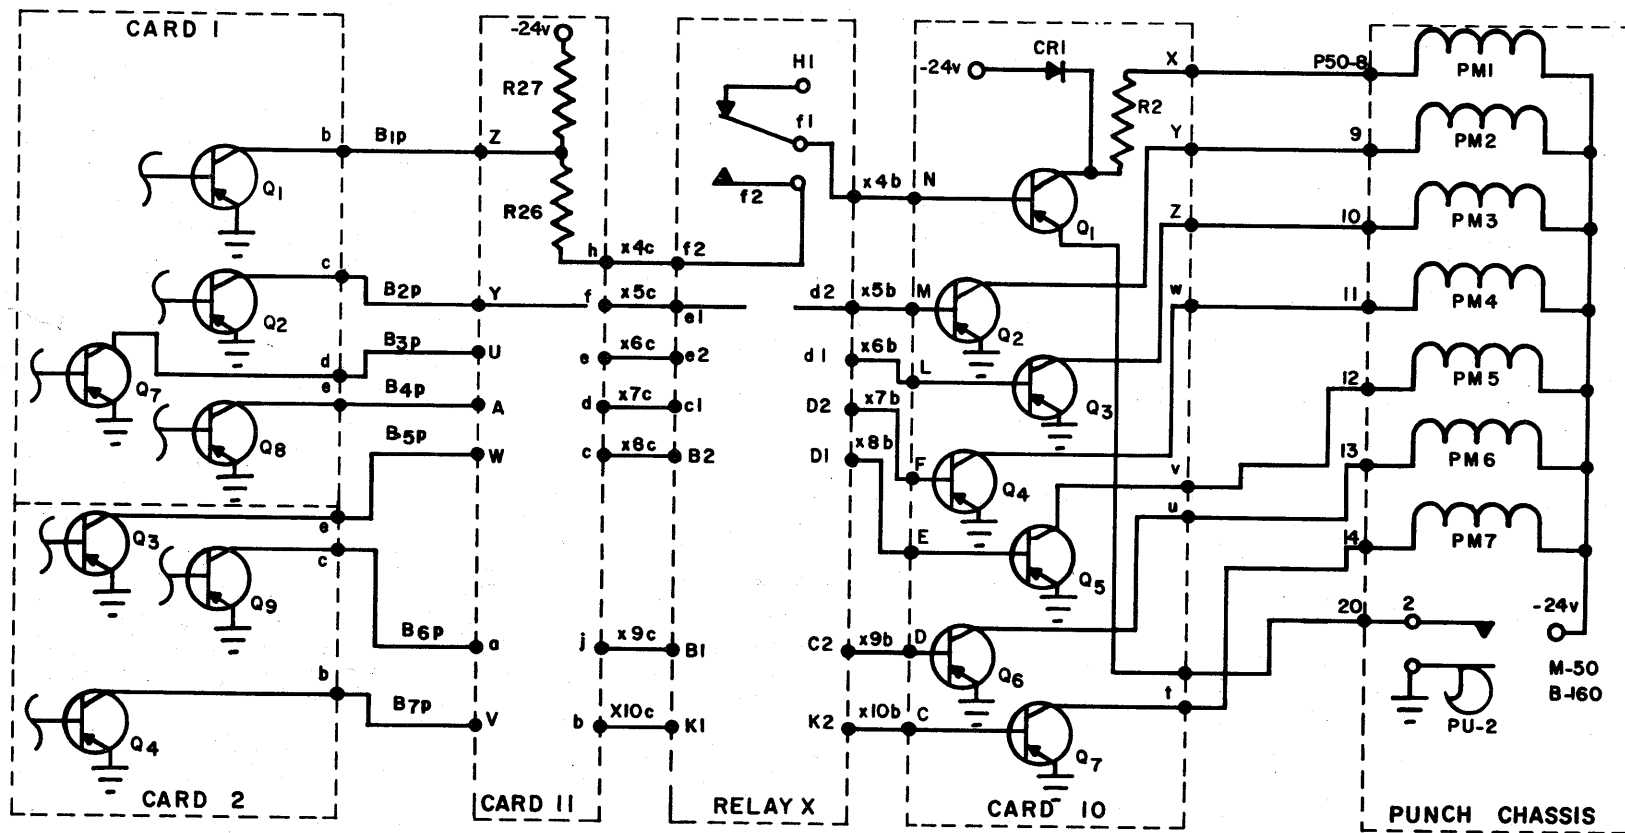 CARD 1
b
B1p
Q1
c
B2p
Q2
d
B3p
Q7
e
B4p
Q8
B5p
e
Q3
c
Q9
B6p
b
B7p
Q4
CARD 2
-24v
R27
Z
R26
h
Y
f
U
e
A
d
W
c
a
j
V
b
CARD 11
x4c
x5c
x6c
x7c
x8c
x9c
X10c
H1
f1
f2
f2
e1
d2
e2
d1
c1
D2
B2
D1
B1
C2
K1
K2
RELAY X
x4b
x5b
x6b
x7b
x8b
x9b
x10b
CR1
-24v
X
R2
Y
N
Q1
Z
M
Q2
w
L
Q3
F
Q4
v
u
E
Q5
D
Q6
t
C
Q7
CARD 10
P50-8
PM1
9
PM2
10
PM3
11
PM4
12
PM5
13
PM6
14
PM7
20
2
-24v
M-50
B-160
PU-2
PUNCH CHASSIS